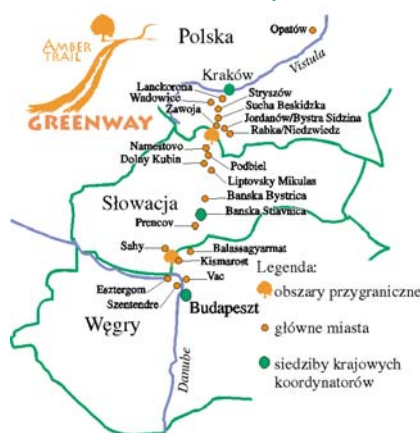 AMBER
TRAIL
GREENWAY
Polska
Opatów
Vistula
Kraków
Lanckorona
Wadowice
Zawoja
Stryszów
Sucha Beskidzka
Jordanów/Bystra Sidzina
Rabka/Niedzwiedz
Namestovo
Dolny Kubin
Podbiel
Liptovsky Mikulas
Słowacja
Banska Bystrica
Banska Stiavnica
Prencov
Sahy
Balassagyarmat
Kismarost
Esztergom
Vac
Szentendre
Budapeszt
Węgry
Danube
Legenda:
obszary przygraniczne
główne miasta
siedziby krajowych
koordynatorów